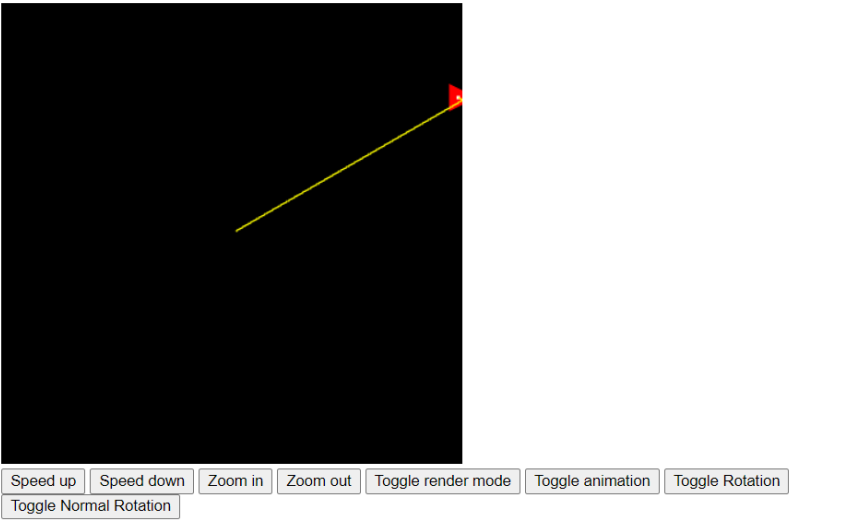 Speed up Speed down Zoom in Zoom out Toggle render mode Toggle animation Toggle Rotation
Toggle Normal Rotation